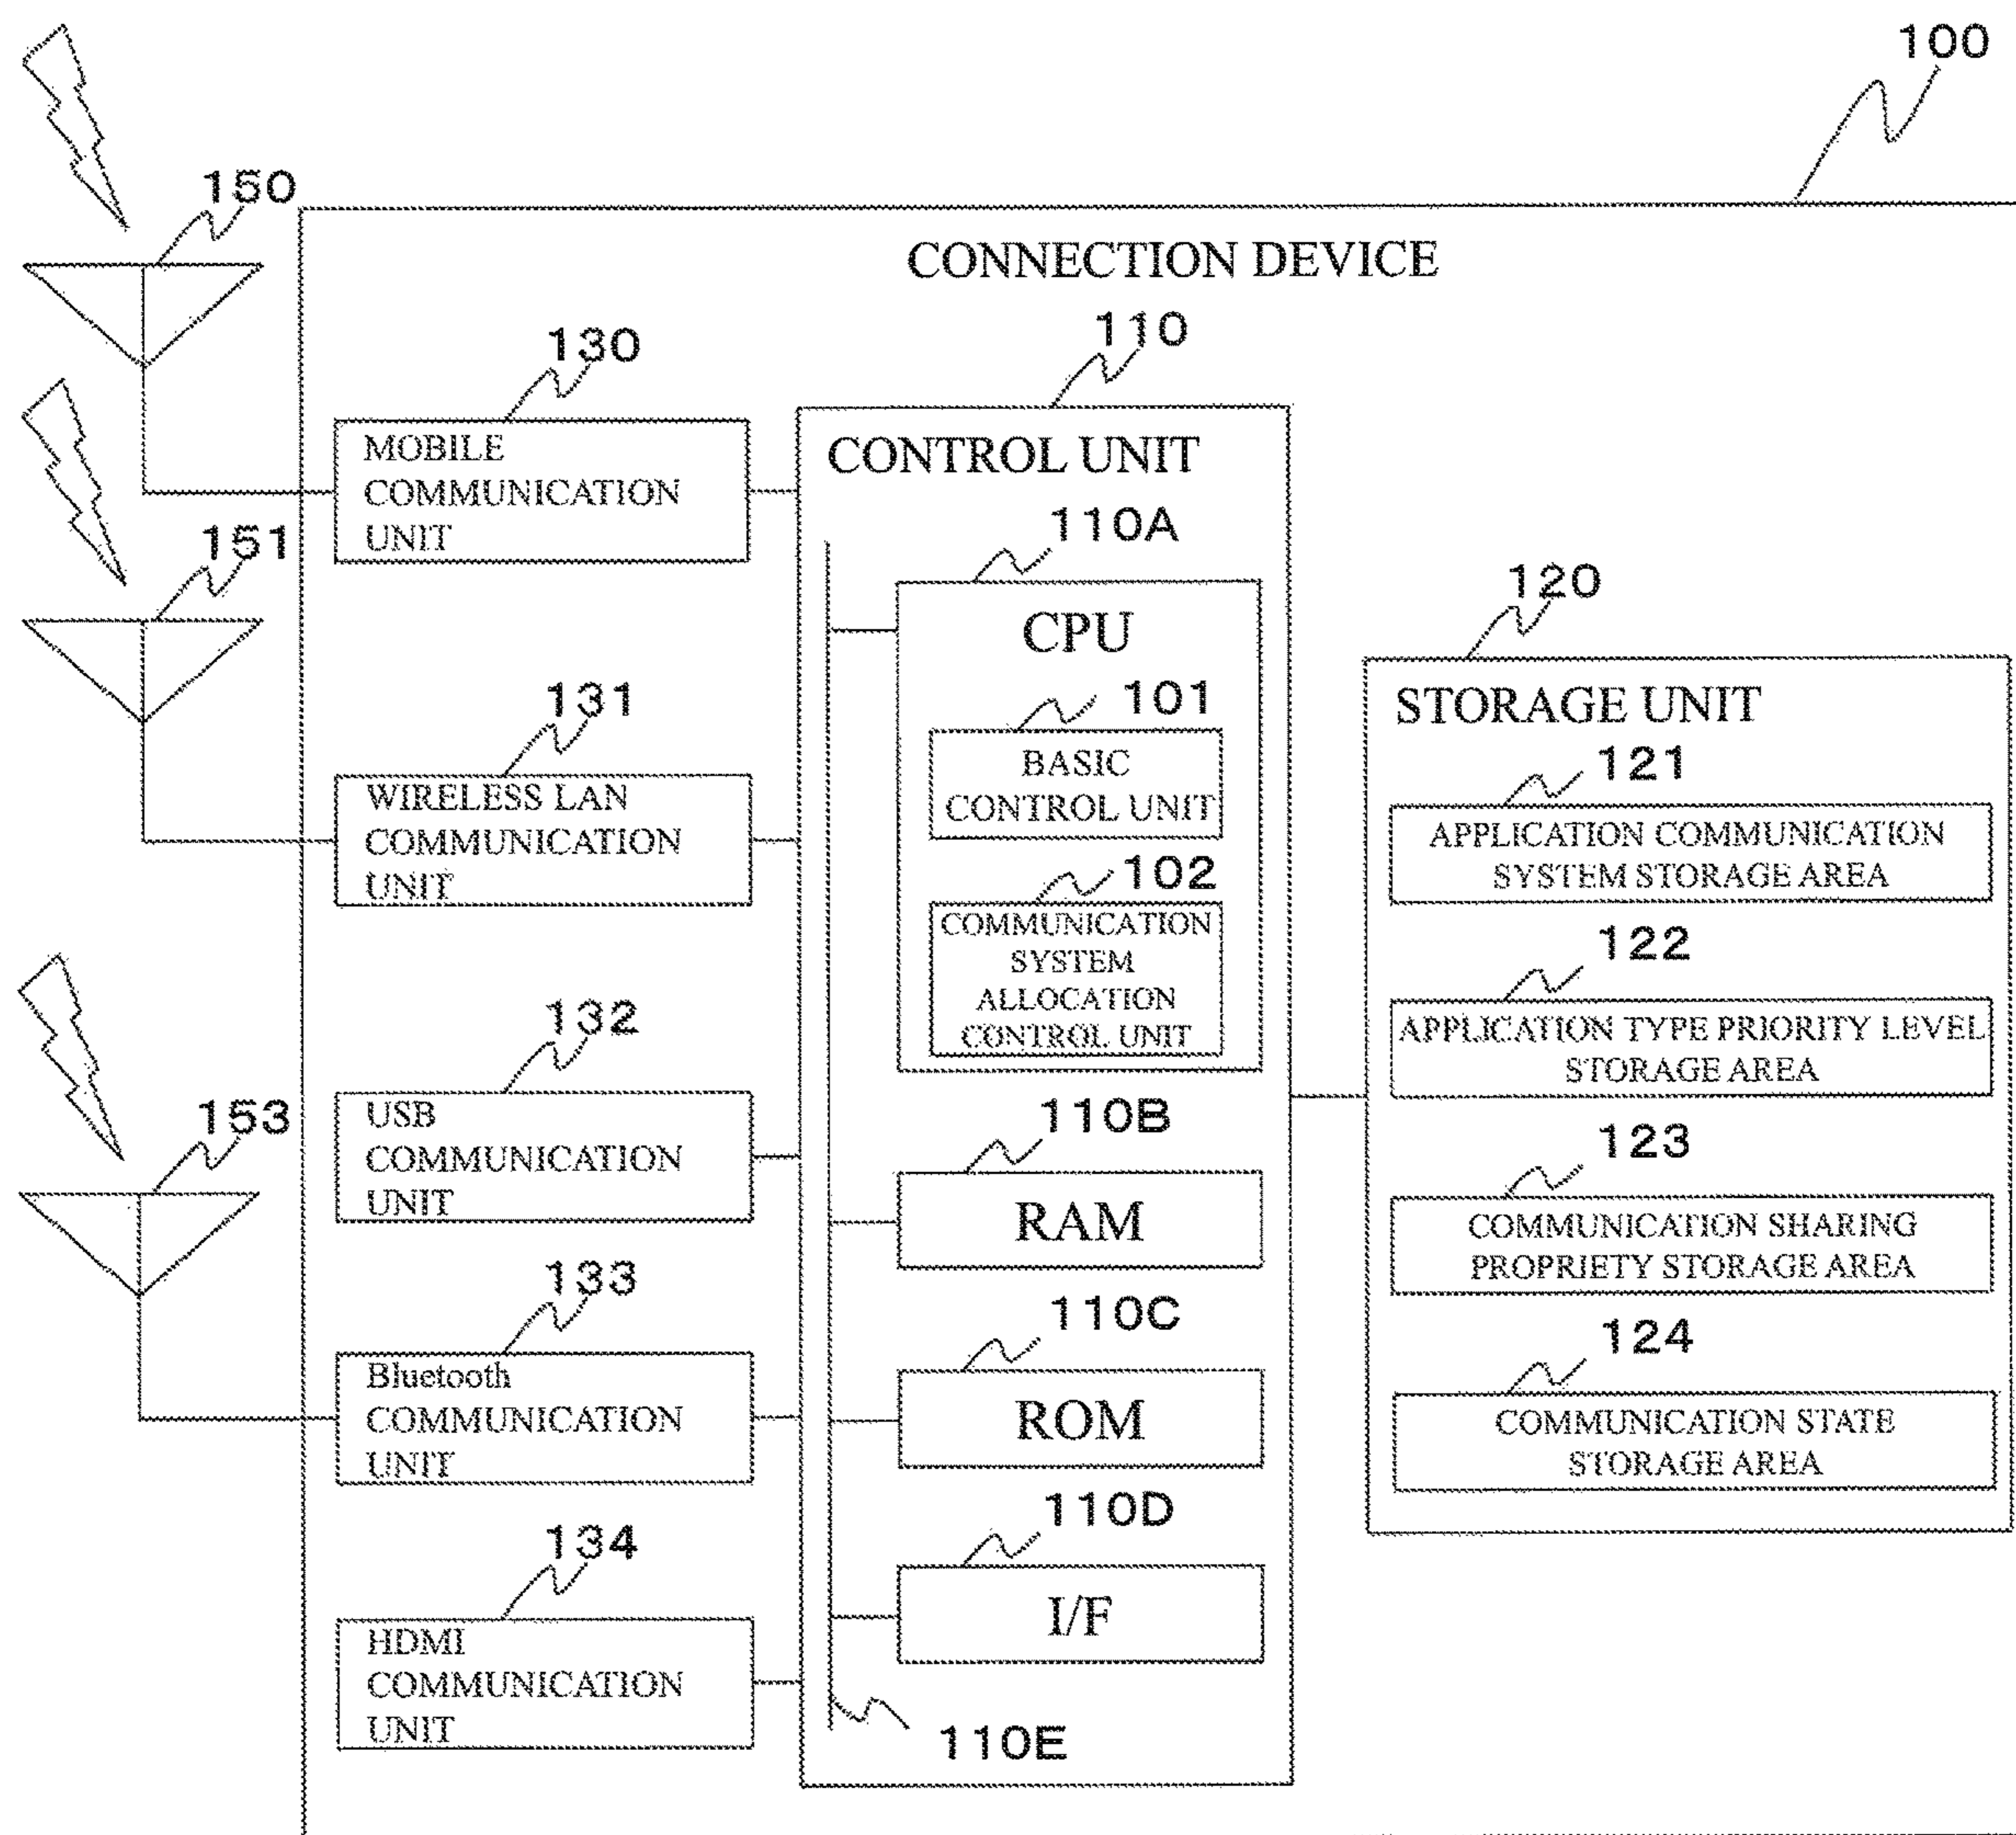 100
150
CONNECTION DEVICE
130
110
MOBILE
COMMUNICATION
UNIT
CONTROL UNIT
151
110A
CPU
120
131
101
STORAGE UNIT
WIRELESS LAN
COMMUNICATION
UNIT
BASIC
CONTROL UNIT
121
APPLICATION COMMUNICATION
SYSTEM STORAGE AREA
102
COMMUNICATION
SYSTEM
ALLOCATION
CONTROL UNIT
122
APPLICATION TYPE PRIORITY LEVEL
STORAGE AREA
132
153
USB
COMMUNICATION
UNIT
110B
RAM
123
COMMUNICATION SHARING
PROPRIETY STORAGE AREA
133
Bluetooth
COMMUNICATION
UNIT
110C
ROM
124
COMMUNICATION STATE
STORAGE AREA
134
HDMI
COMMUNICATION
UNIT
110D
I/F
110E